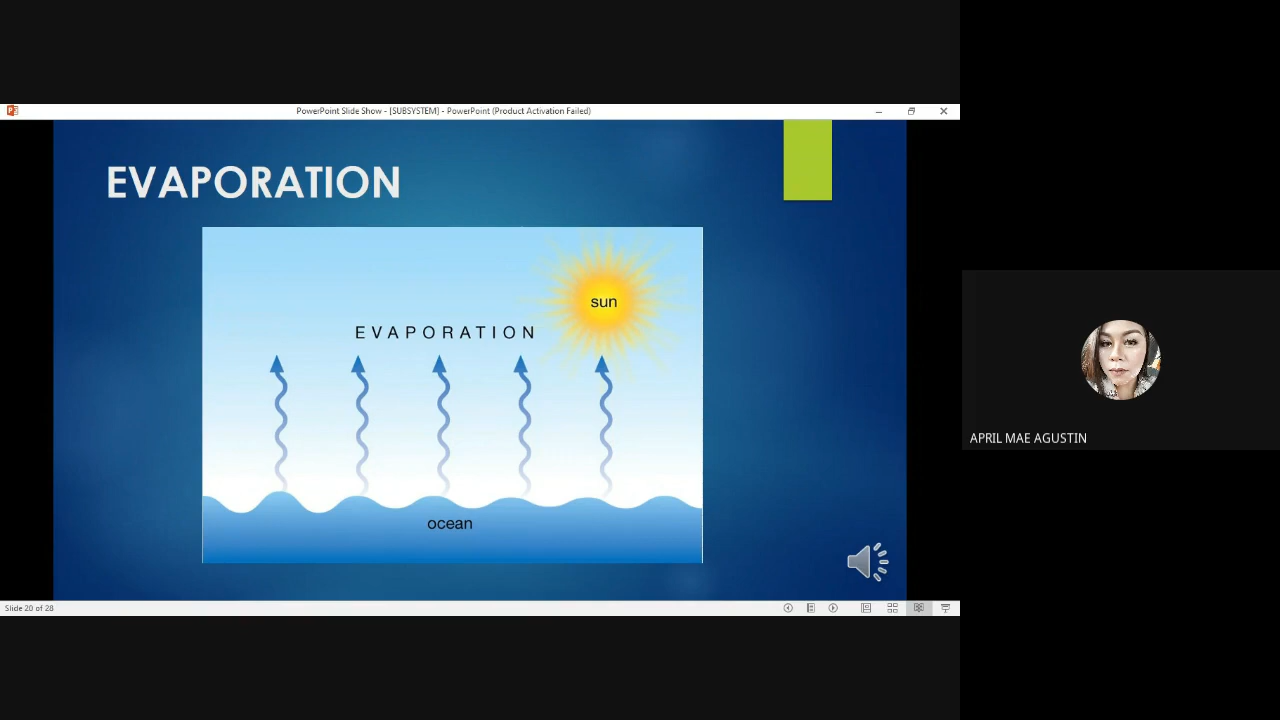 PowerPoint Slide Show - [SUBSYSTEM] - PowerPoint (Product Activation Failed)
EVAPORATION
sun
EVAPORATION
ocean
APRIL MAE AGUSTIN
Slide 20 of 28